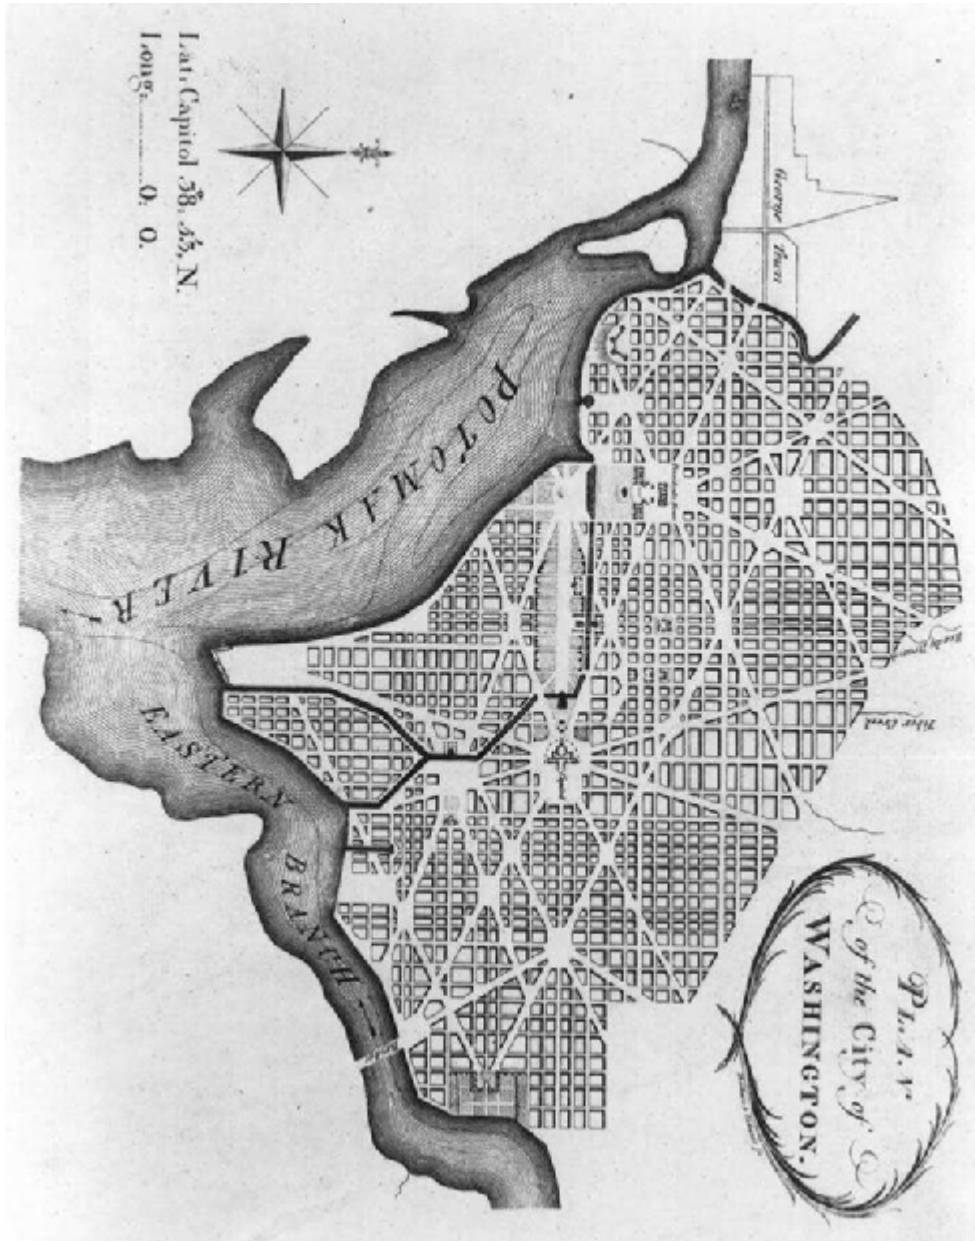 Lat. Capitol 38. 53, N.
Long. 0. 0.
George Town
POTOMAK RIVER
EASTERN BRANCH
PLAN
of the City of
WASHINGTON.